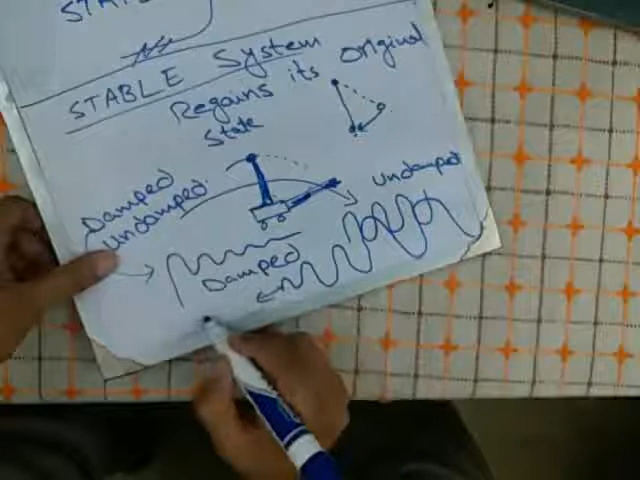 STABLE System
Regains its original
State
Damped
undamped.
undamped
Damped